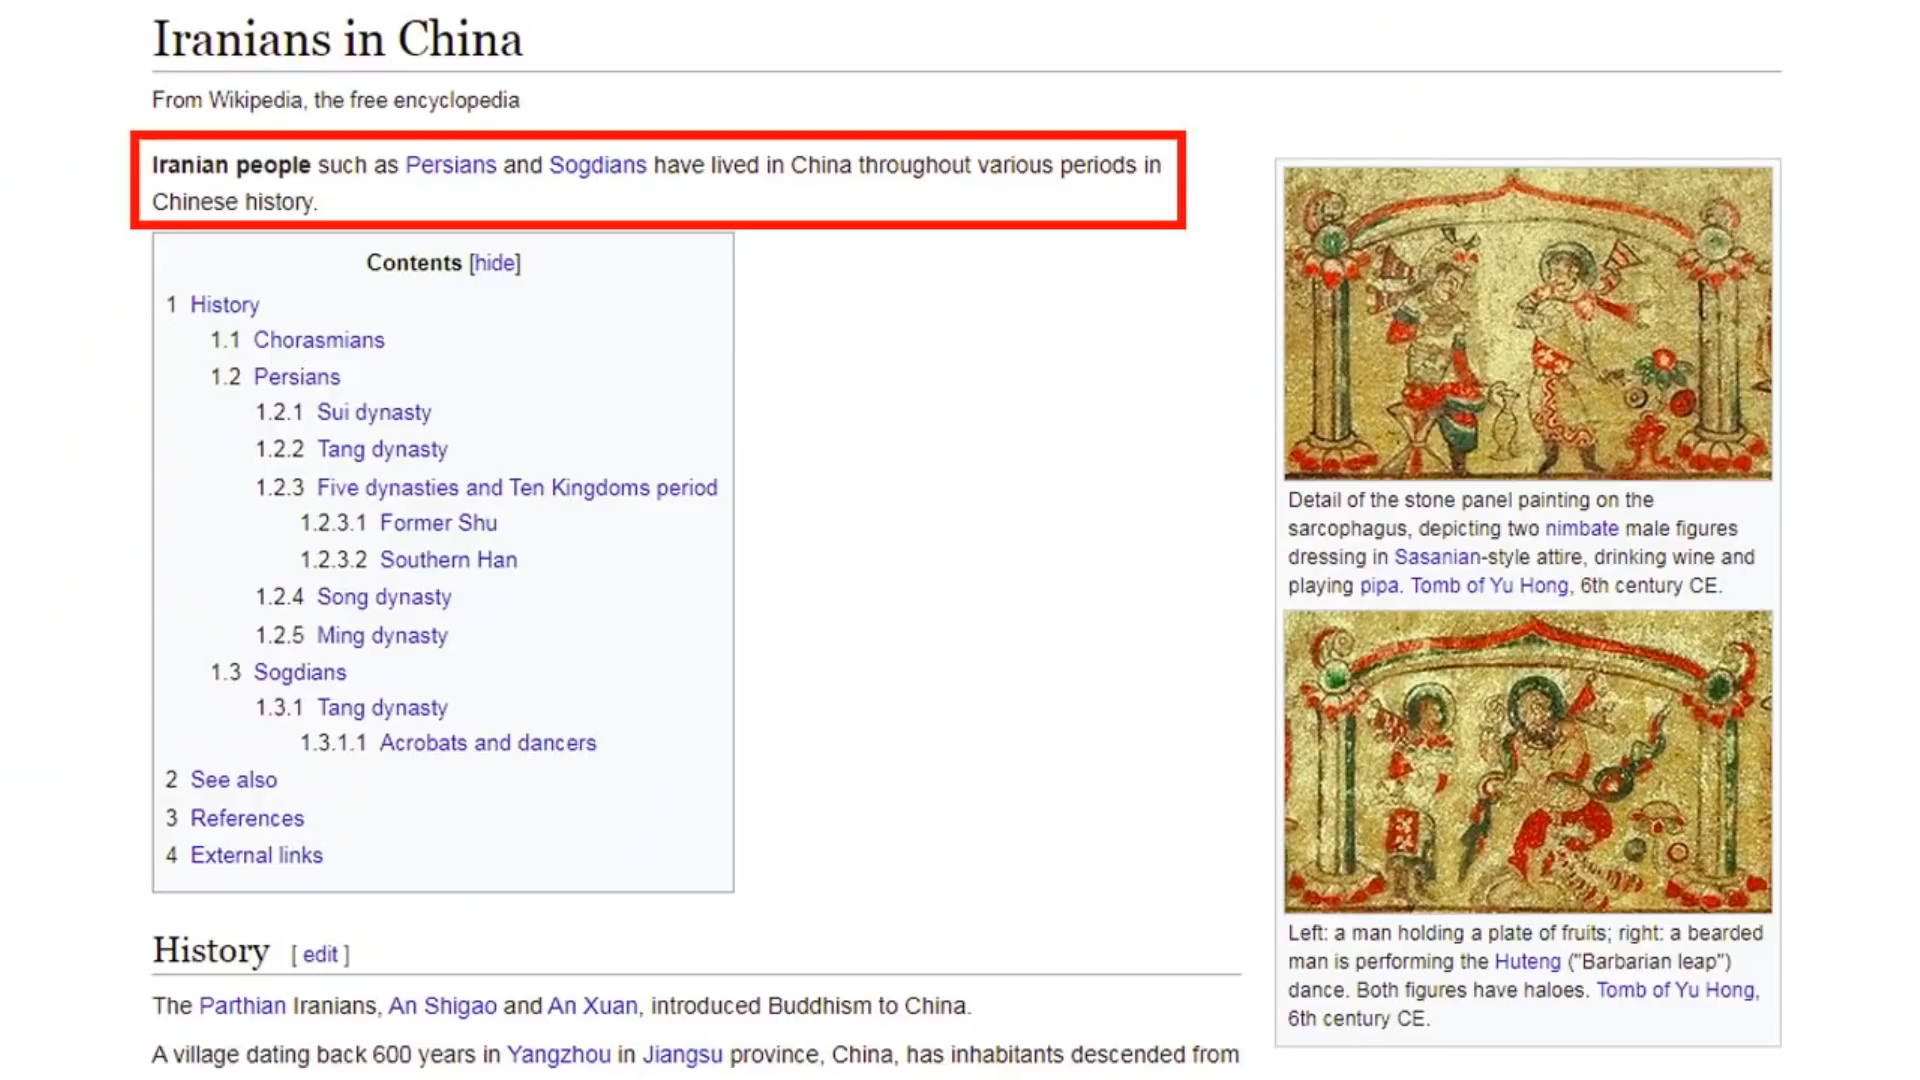 Iranians in China
From Wikipedia, the free encyclopedia
Iranian people such as Persians and Sogdians have lived in China throughout various periods in
Chinese history.
Contents [hide]
1 History
1.1 Chorasmians
1.2 Persians
1.2.1 Sui dynasty
1.2.2 Tang dynasty
1.2.3 Five dynasties and Ten Kingdoms period
1.2.3.1 Former Shu
1.2.3.2 Southern Han
1.2.4 Song dynasty
1.2.5 Ming dynasty
1.3 Sogdians
1.3.1 Tang dynasty
1.3.1.1 Acrobats and dancers
2 See also
3 References
4 External links
History [ edit ]
The Parthian Iranians, An Shigao and An Xuan, introduced Buddhism to China.
A village dating back 600 years in Yangzhou in Jiangsu province, China, has inhabitants descended from
Detail of the stone panel painting on the
sarcophagus, depicting two nimbate male figures
dressing in Sasanian-style attire, drinking wine and
playing pipa. Tomb of Yu Hong, 6th century CE.
Left: a man holding a plate of fruits; right: a bearded
man is performing the Huteng ("Barbarian leap")
dance. Both figures have haloes. Tomb of Yu Hong,
6th century CE.